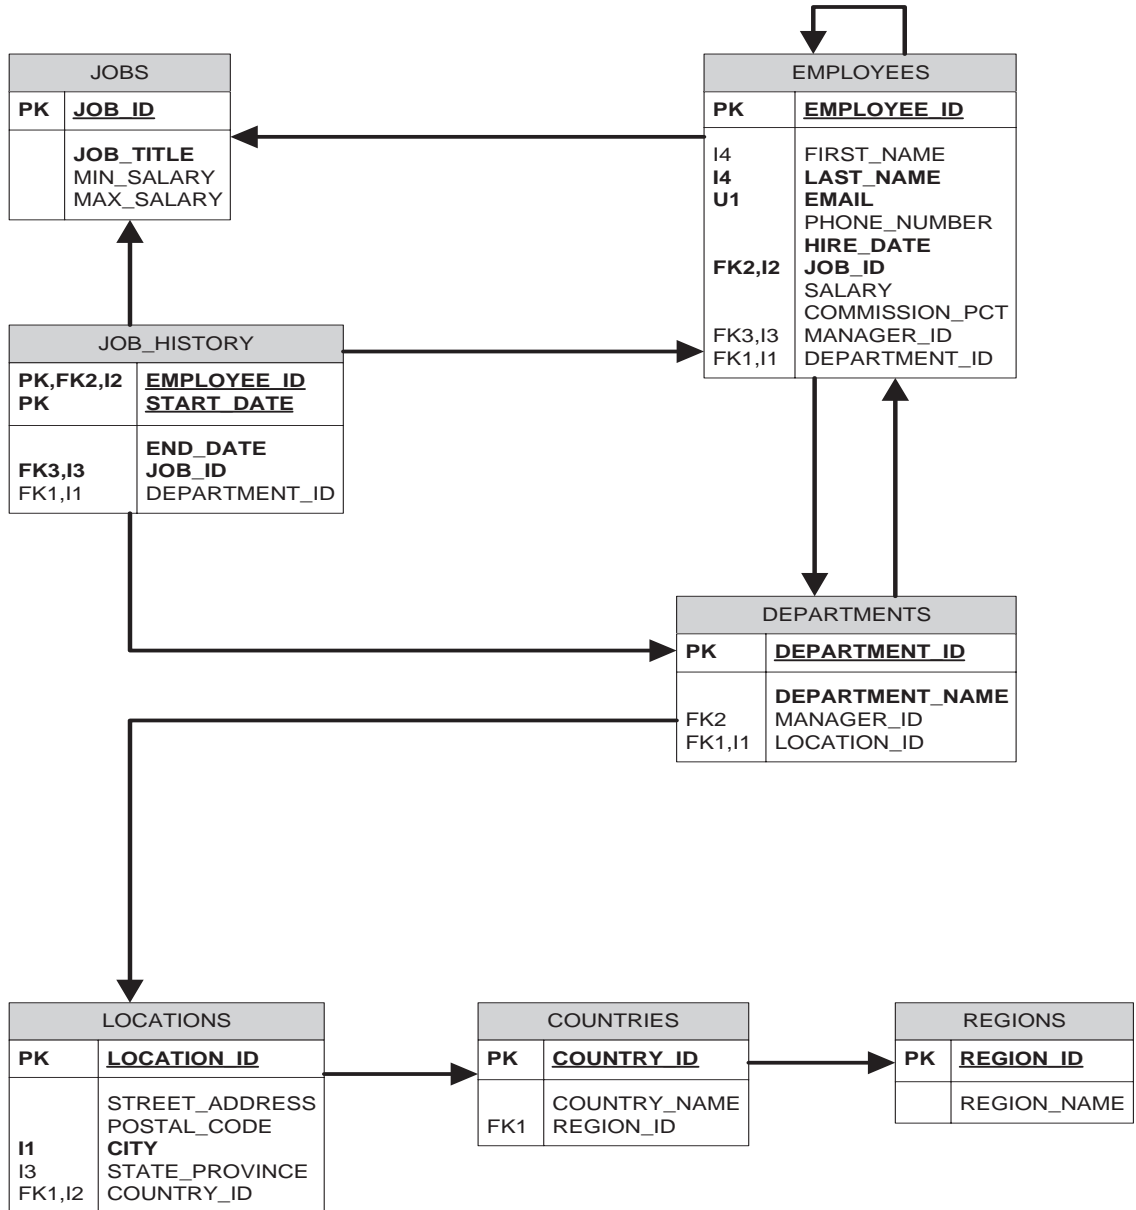 JOBS
PK JOB_ID
JOB_TITLE
MIN_SALARY
MAX_SALARY
EMPLOYEES
PK EMPLOYEE_ID
I4 FIRST_NAME
I4 LAST_NAME
U1 EMAIL
PHONE_NUMBER
HIRE_DATE
FK2,I2 JOB_ID
SALARY
COMMISSION_PCT
FK3,I3 MANAGER_ID
FK1,I1 DEPARTMENT_ID
JOB_HISTORY
PK,FK2,I2 EMPLOYEE_ID
PK START_DATE
END_DATE
FK3,I3 JOB_ID
FK1,I1 DEPARTMENT_ID
DEPARTMENTS
PK DEPARTMENT_ID
DEPARTMENT_NAME
FK2 MANAGER_ID
FK1,I1 LOCATION_ID
LOCATIONS
PK LOCATION_ID
STREET_ADDRESS
POSTAL_CODE
I1 CITY
I3 STATE_PROVINCE
FK1,I2 COUNTRY_ID
COUNTRIES
PK COUNTRY_ID
COUNTRY_NAME
FK1 REGION_ID
REGIONS
PK REGION_ID
REGION_NAME